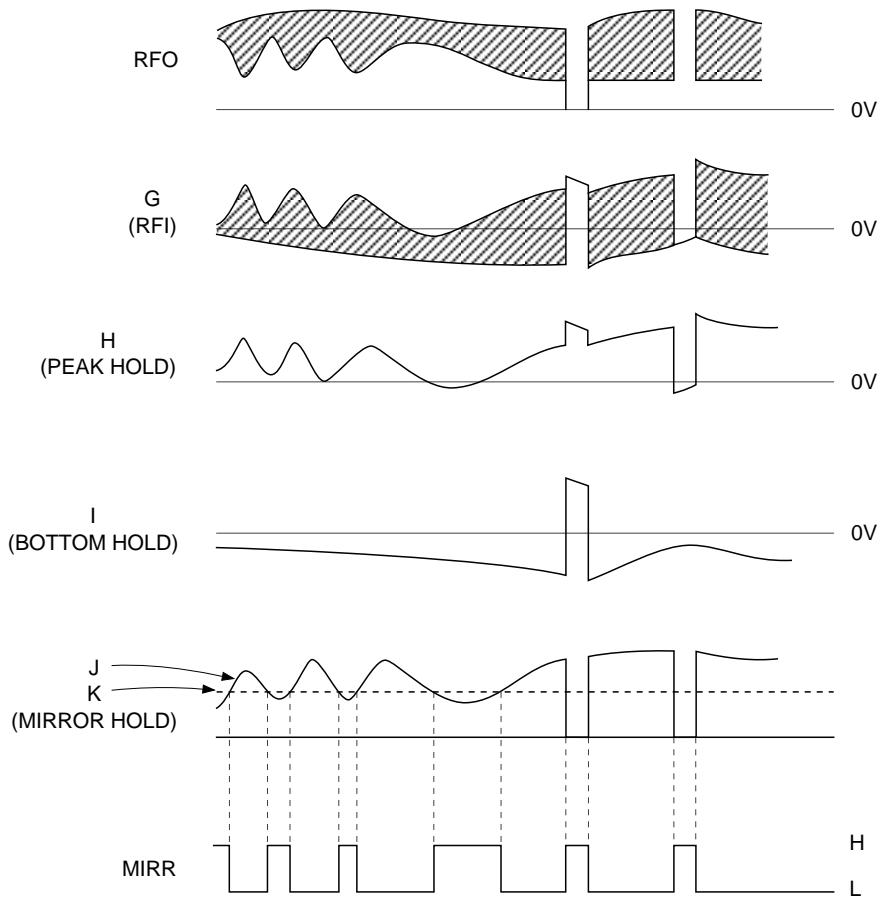 RFO
0V
G
(RFI)
0V
H
(PEAK HOLD)
0V
I
(BOTTOM HOLD)
0V
J
K
(MIRROR HOLD)
H
MIRR
L